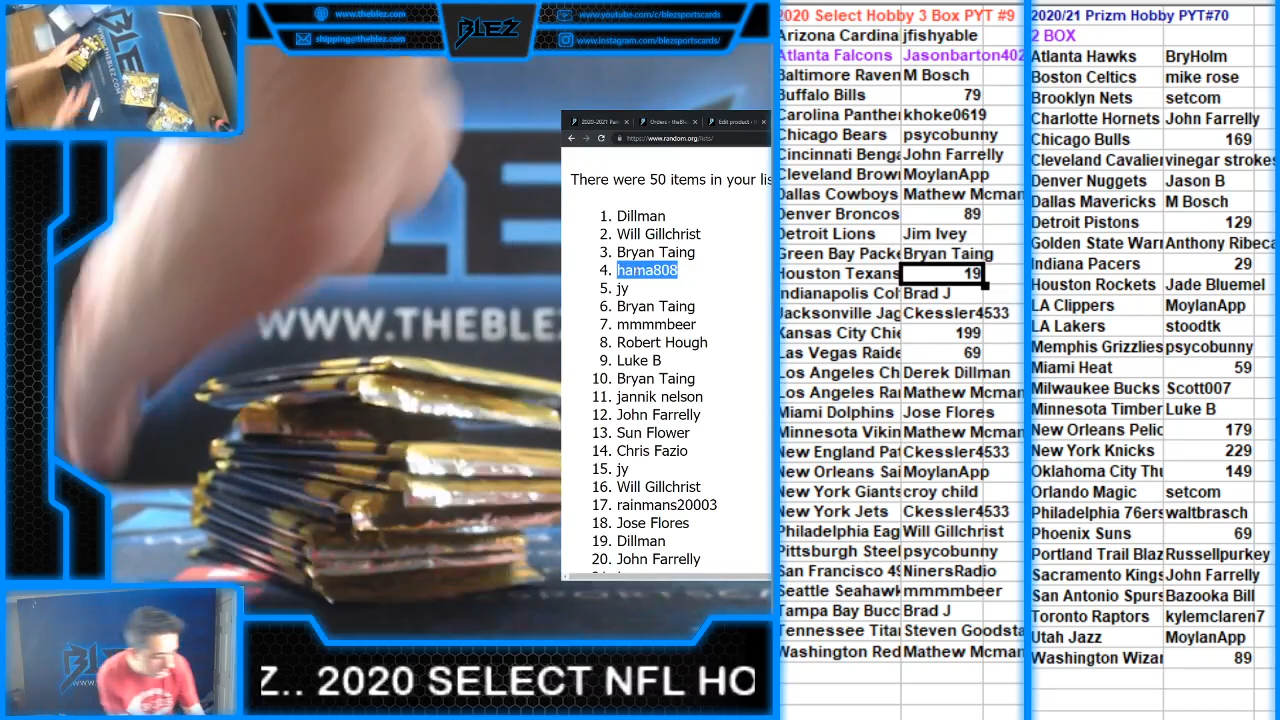 www.theblez.com
shipping@theblez.com
BLEZ
www.youtube.com/c/blezsportscards
www.instagram.com/blezsportscards/
WWW.THEBLEZ
https://www.random.org/lists/
There were 50 items in your lis
1. Dillman
2. Will Gillchrist
3. Bryan Taing
4. hama808
5. jy
6. Bryan Taing
7. mmmmbeer
8. Robert Hough
9. Luke B
10. Bryan Taing
11. jannik nelson
12. John Farrelly
13. Sun Flower
14. Chris Fazio
15. jy
16. Will Gillchrist
17. rainmans20003
18. Jose Flores
19. Dillman
20. John Farrelly
Z.. 2020 SELECT NFL HO
2020 Select Hobby 3 Box PYT #9
Arizona Cardina jfishyable
Atlanta Falcons Jasonbarton402
Baltimore Raven M Bosch
Buffalo Bills 79
Carolina Panthe khoke0619
Chicago Bears psycobunny
Cincinnati Benga John Farrelly
Cleveland Brown MoylanApp
Dallas Cowboys Mathew Mcman
Denver Broncos 89
Detroit Lions Jim Ivey
Green Bay Packe Bryan Taing
Houston Texans 19
Indianapolis Col Brad J
Jacksonville Jag Ckessler4533
Kansas City Chie 199
Las Vegas Raide 69
Los Angeles Ch Derek Dillman
Los Angeles Ra Mathew Mcman
Miami Dolphins Jose Flores
Minnesota Vikin Mathew Mcman
New England Pa Ckessler4533
New Orleans Sai MoylanApp
New York Giants croy child
New York Jets Ckessler4533
Philadelphia Eag Will Gillchrist
Pittsburgh Steel psycobunny
San Francisco 49 NinersRadio
Seattle Seahawk mmmmbeer
Tampa Bay Bucc Brad J
Tennessee Titan Steven Goodsta
Washington Red Mathew Mcman
2020/21 Prizm Hobby PYT#70
2 BOX
Atlanta Hawks BryHolm
Boston Celtics mike rose
Brooklyn Nets setcom
Charlotte Hornets John Farrelly
Chicago Bulls 169
Cleveland Cavalier vinegar strokes
Denver Nuggets Jason B
Dallas Mavericks M Bosch
Detroit Pistons 129
Golden State Warr Anthony Ribeca
Indiana Pacers 29
Houston Rockets Jade Bluemel
LA Clippers MoylanApp
LA Lakers stoodtk
Memphis Grizzlies psycobunny
Miami Heat 59
Milwaukee Bucks Scott007
Minnesota Timber Luke B
New Orleans Pelic 179
New York Knicks 229
Oklahoma City Thu 149
Orlando Magic setcom
Philadelphia 76ers waltbrasch
Phoenix Suns 69
Portland Trail Blaz Russellpurkey
Sacramento Kings John Farrelly
San Antonio Spurs Bazooka Bill
Toronto Raptors kylemclaren7
Utah Jazz MoylanApp
Washington Wizar 89